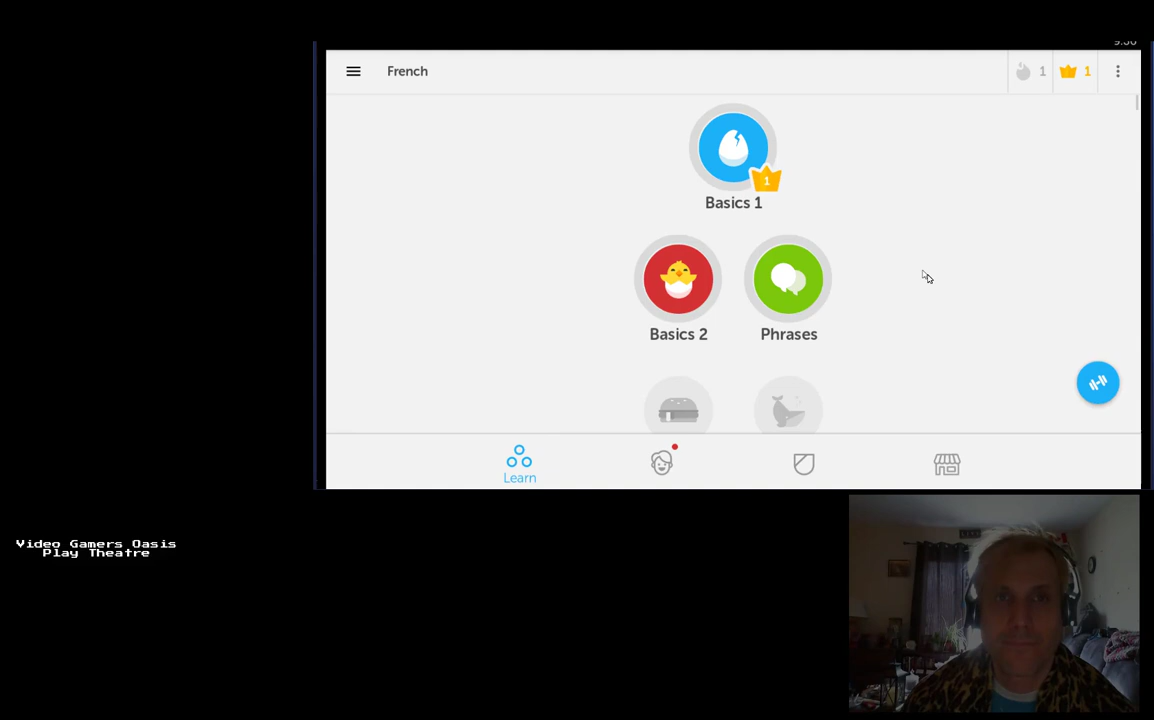 French
1
1
1
Basics 1
Basics 2
Phrases
Learn
Video Gamers Oasis
Play Theatre